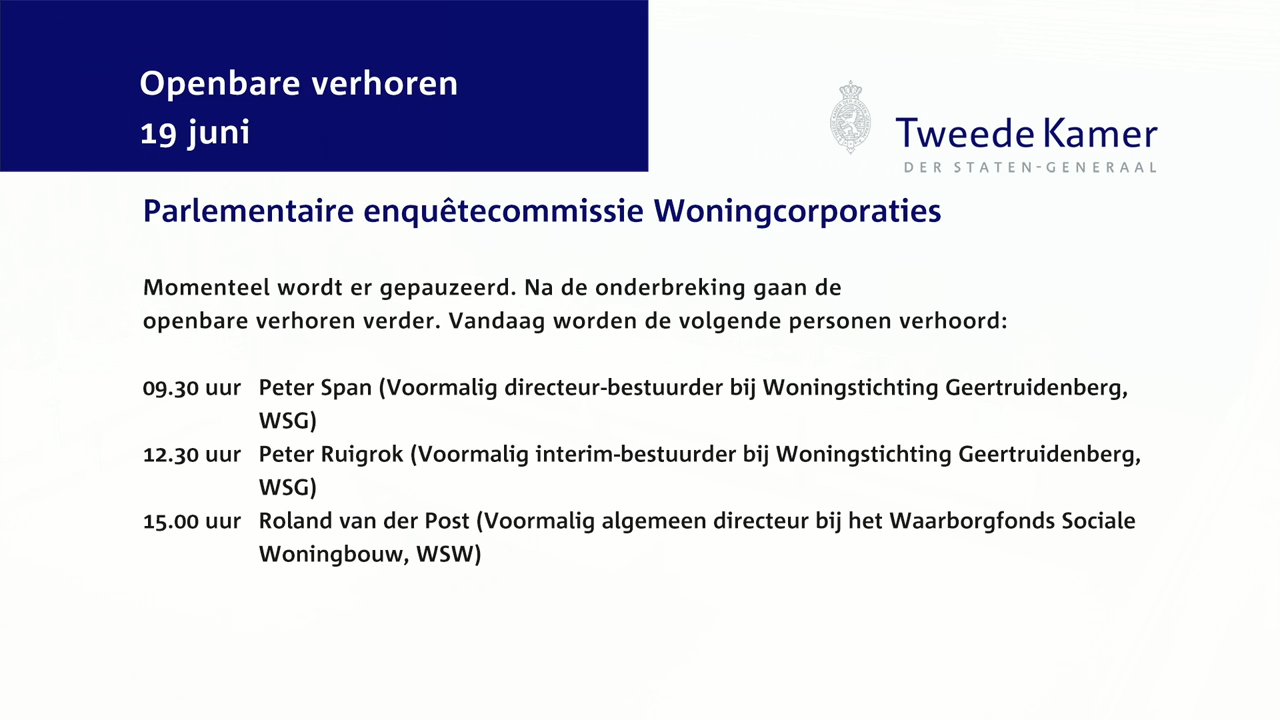 Openbare verhoren
19 juni
Tweede Kamer
DER STATEN-GENERAAL
Parlementaire enquêtecommissie Woningcorporaties
Momenteel wordt er gepauzeerd. Na de onderbreking gaan de
openbare verhoren verder. Vandaag worden de volgende personen verhoord:
09.30 uur Peter Span (Voormalig directeur-bestuurder bij Woningstichting Geertruidenberg,
WSG)
12.30 uur Peter Ruigrok (Voormalig interim-bestuurder bij Woningstichting Geertruidenberg,
WSG)
15.00 uur Roland van der Post (Voormalig algemeen directeur bij het Waarborgfonds Sociale
Woningbouw, WSW)